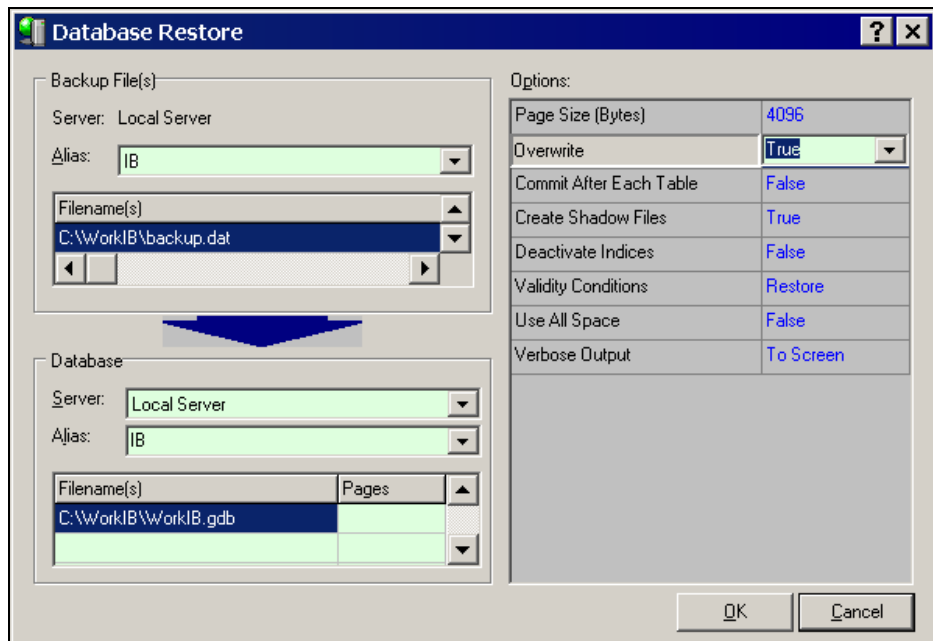 Database Restore
Backup File(s)
Server: Local Server
Alias: IB
Filename(s)
C:\WorkIB\backup.dat
Database
Server: Local Server
Alias: IB
Filename(s) Pages
C:\WorkIB\WorkIB.gdb
Options:
Page Size (Bytes) 4096
Overwrite True
Commit After Each Table False
Create Shadow Files True
Deactivate Indices False
Validity Conditions Restore
Use All Space False
Verbose Output To Screen
OK Cancel